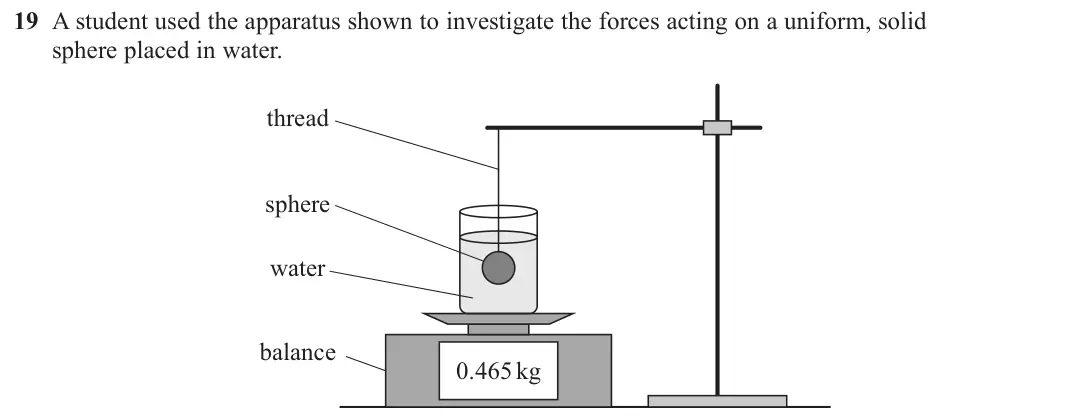 19 A student used the apparatus shown to investigate the forces acting on a uniform, solid
sphere placed in water.
thread
sphere
water
balance
0.465 kg